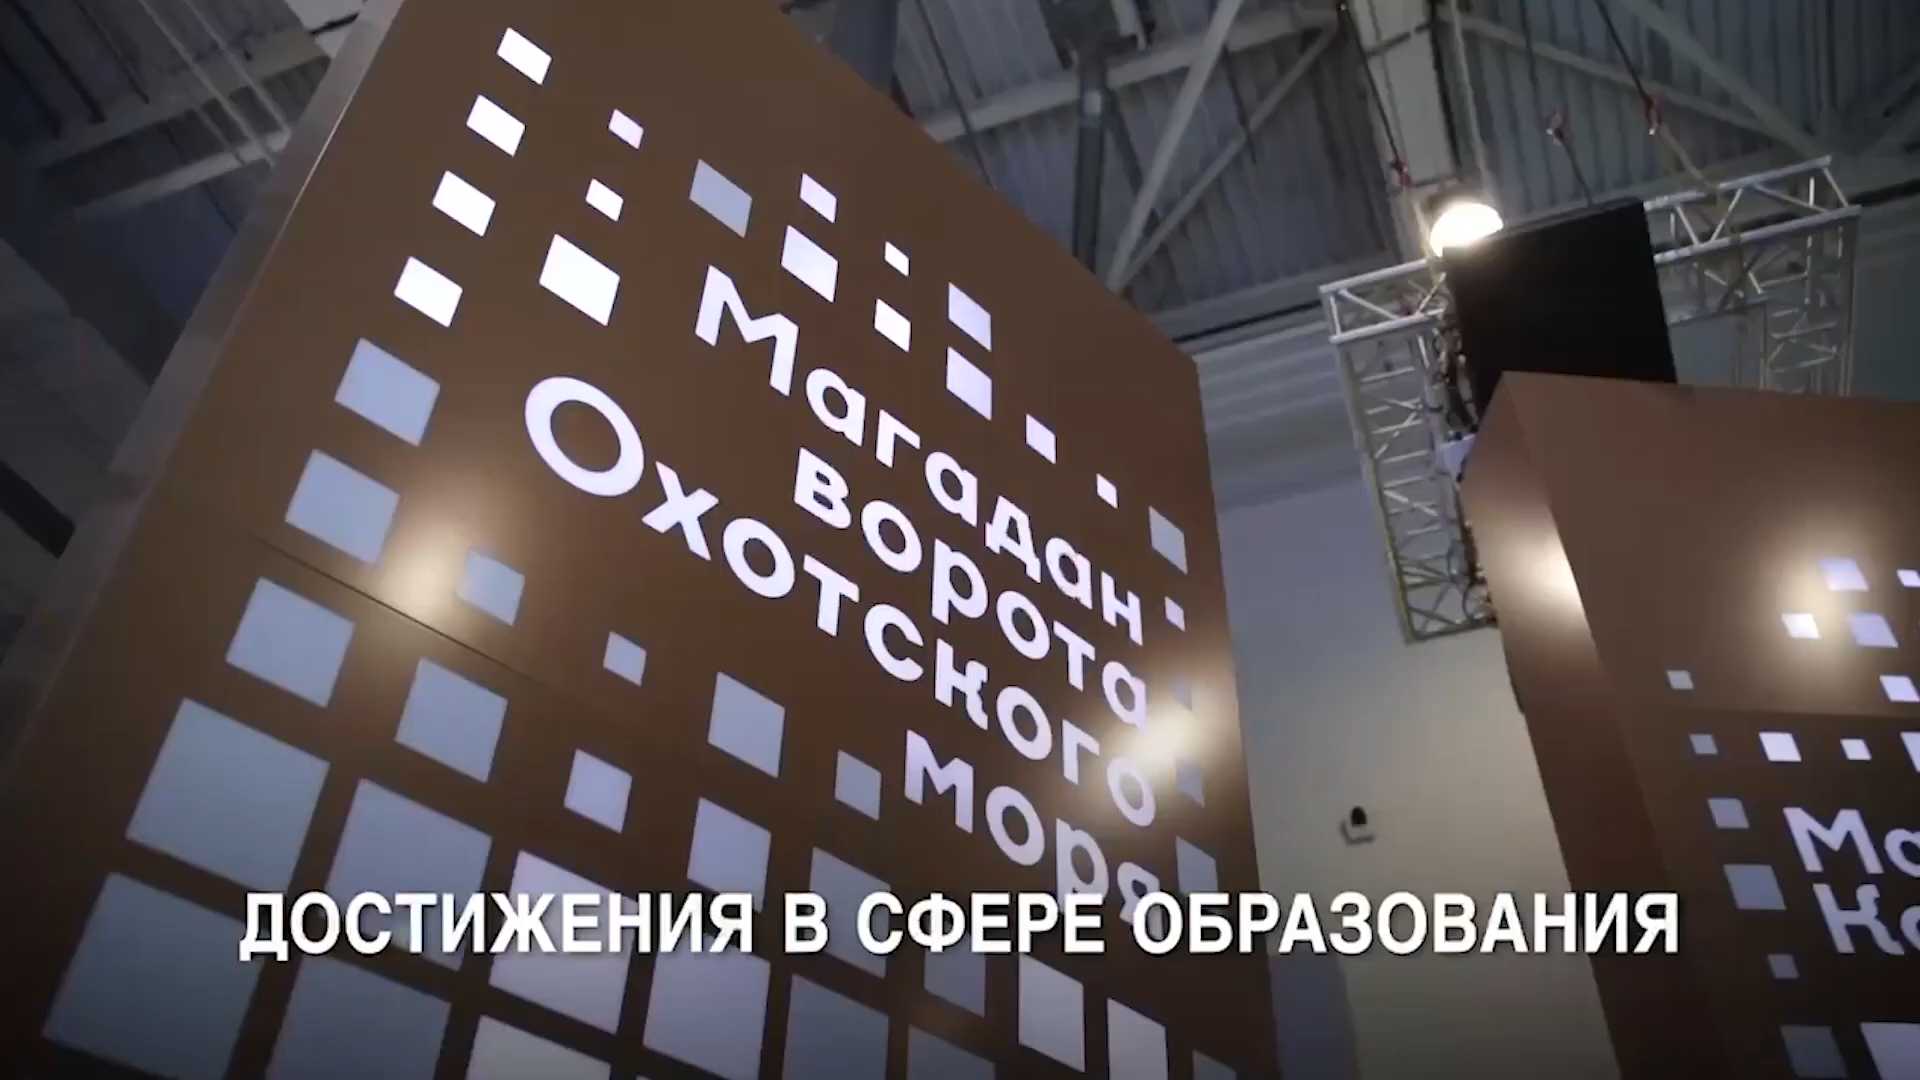 Магадан
ворота
Охотского
моря
ДОСТИЖЕНИЯ В СФЕРЕ ОБРАЗОВАНИЯ